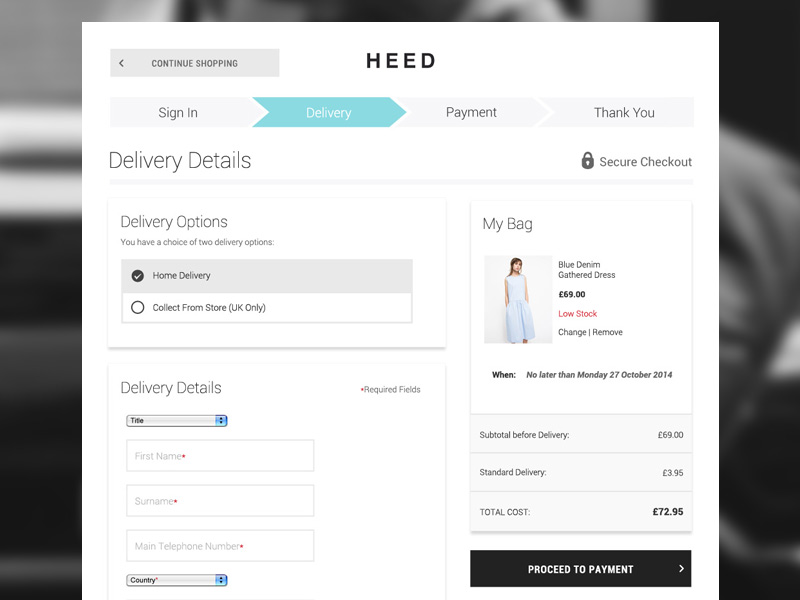 CONTINUE SHOPPING
HEED
Sign In
Delivery
Payment
Thank You
Delivery Details
Secure Checkout
Delivery Options
You have a choice of two delivery options:
Home Delivery
Collect From Store (UK Only)
My Bag
Blue Denim
Gathered Dress
£69.00
Low Stock
Change | Remove
When: No later than Monday 27 October 2014
Subtotal before Delivery: £69.00
Standard Delivery: £3.95
TOTAL COST: £72.95
PROCEED TO PAYMENT
Delivery Details
*Required Fields
Title
First Name*
Surname*
Main Telephone Number*
Country*